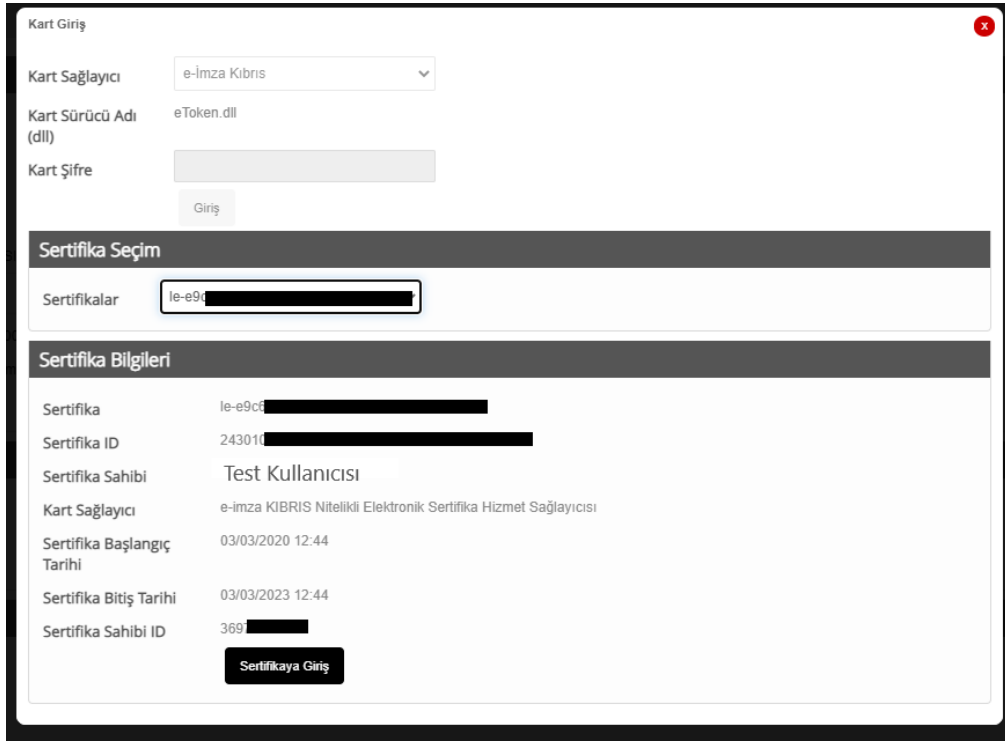 Kart Giriş
x
Kart Sağlayıcı
e-İmza Kıbrıs
Kart Sürücü Adı
(dll)
eToken.dll
Kart Şifre
Giriş
Sertifika Seçim
Sertifikalar
le-e9c
Sertifika Bilgileri
Sertifika
le-e9c6
Sertifika ID
243010
Sertifika Sahibi
Test Kullanıcısı
Kart Sağlayıcı
e-imza KIBRIS Nitelikli Elektronik Sertifika Hizmet Sağlayıcısı
Sertifika Başlangıç
Tarihi
03/03/2020 12:44
Sertifika Bitiş Tarihi
03/03/2023 12:44
Sertifika Sahibi ID
3697
Sertifikaya Giriş